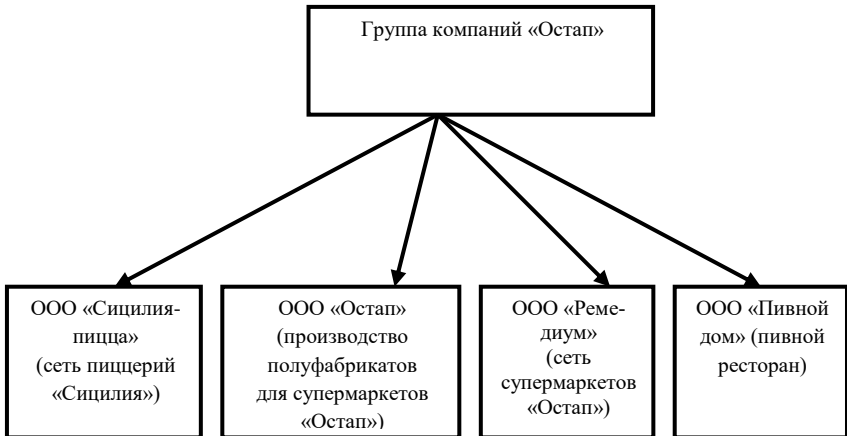 Группа компаний «Остап»
ООО «Сицилия-
пицца»
(сеть пиццерий
«Сицилия»)
ООО «Остап»
(производство
полуфабрикатов
для супермаркетов
«Остап»)
ООО «Реме-
диум»
(сеть
супермаркетов
«Остап»)
ООО «Пивной
дом» (пивной
ресторан)